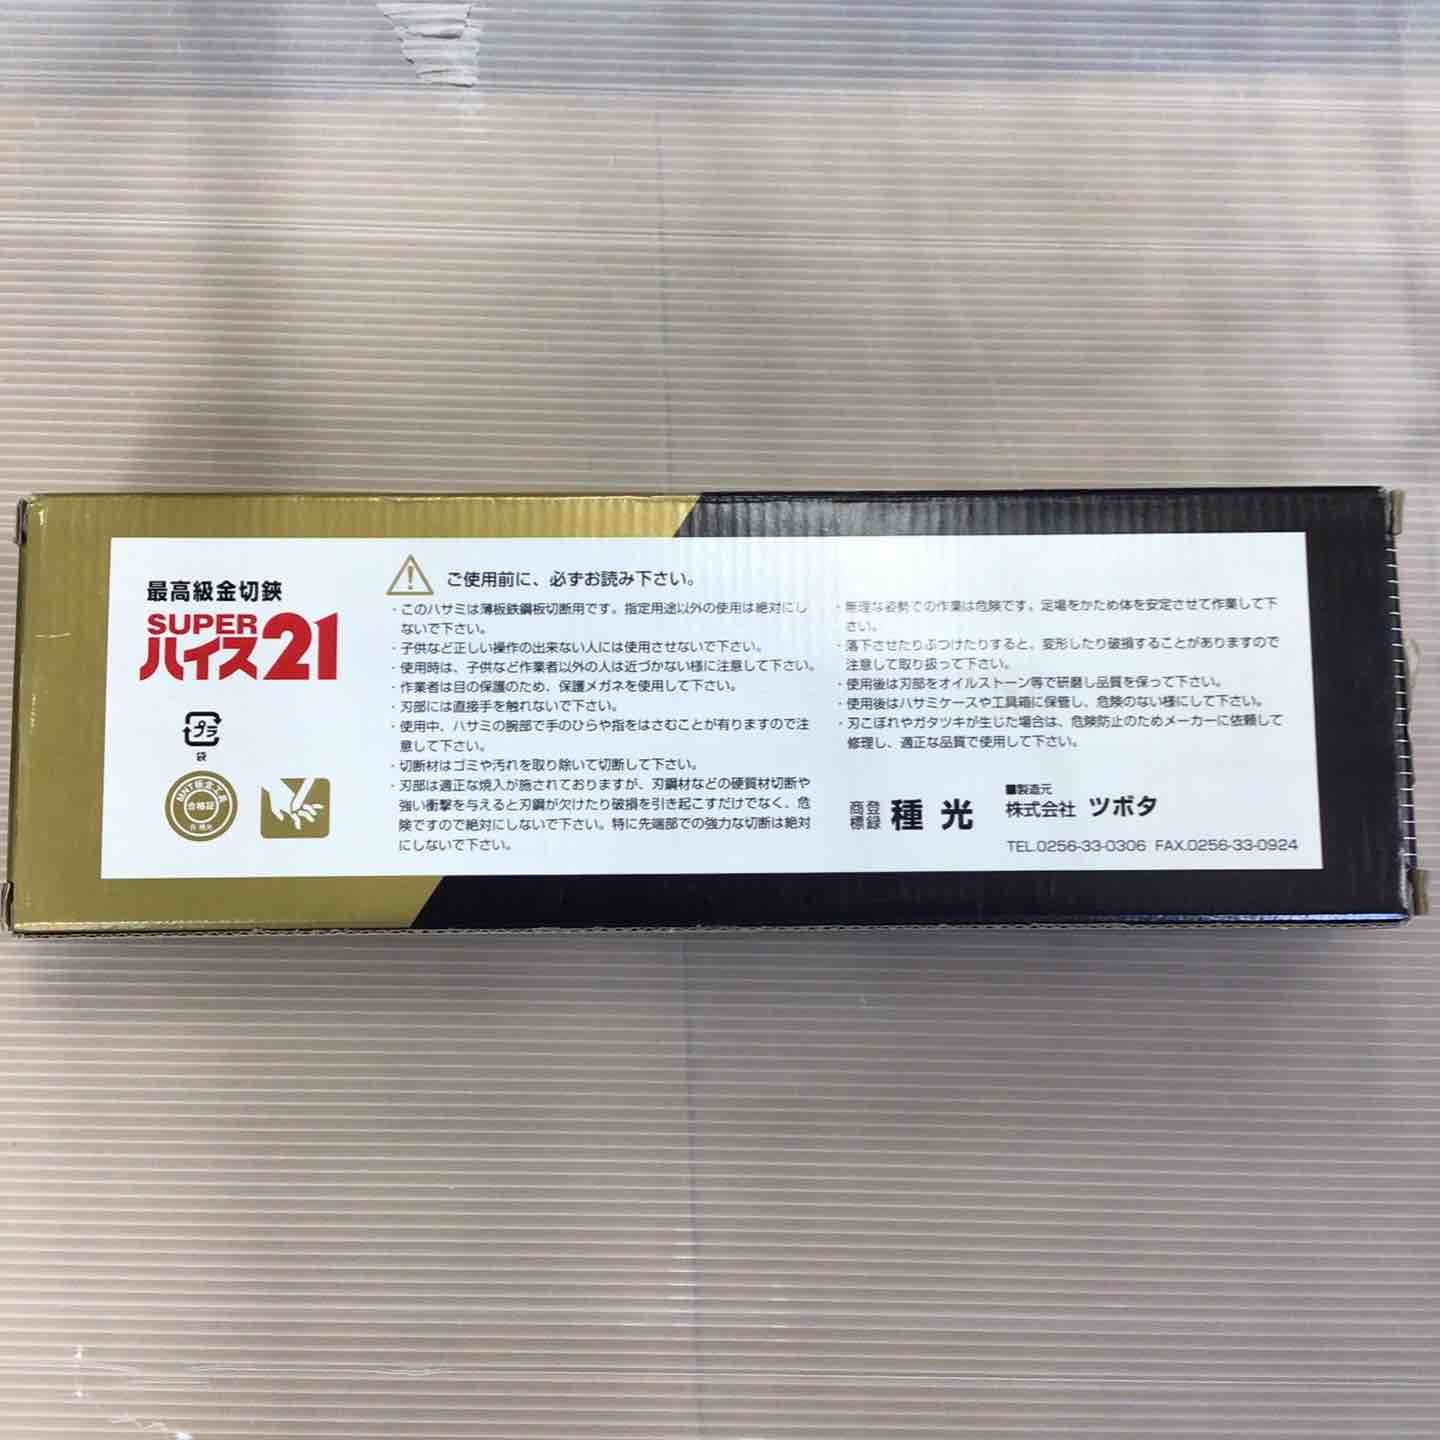 最高級金切鋏
SUPER
ハイス21
プラ
袋
MNT板金工具
合格証
ご使用前に、必ずお読み下さい。
・このハサミは薄板鉄鋼板切断用です。指定用途以外の使用は絶対にし
ないで下さい。
・子供など正しい操作の出来ない人には使用させないで下さい。
・使用時は、子供など作業者以外の人は近づかない様に注意して下さい。
・作業者は目の保護のため、保護メガネを使用して下さい。
・刃部には直接手を触れないで下さい。
・使用中、ハサミの腕部で手のひらや指をはさむことが有りますので注
意して下さい。
・切断材はゴミや汚れを取り除いて切断して下さい。
・刃部は適正な焼入が施されておりますが、刃鋼材などの硬質材切断や
強い衝撃を与えると刃鋼が欠けたり破損を引き起こすだけでなく、危
険ですので絶対にしないで下さい。特に先端部での強力な切断は絶対
にしないで下さい。
・無理な姿勢での作業は危険です。足場をかため体を安定させて作業して下
さい。
・落下させたりぶつけたりすると、変形したり破損することがありますので
注意して取り扱って下さい。
・使用後は刃部をオイルストーン等で研磨し品質を保って下さい。
・使用後はハサミケースや工具箱に保管し、危険のない様にして下さい。
・刃こぼれやガタツキが生じた場合は、危険防止のためメーカーに依頼して
修理し、適正な品質で使用して下さい。
登録商標 種光
■製造元
株式会社 ツボタ
TEL.0256-33-0306 FAX.0256-33-0924